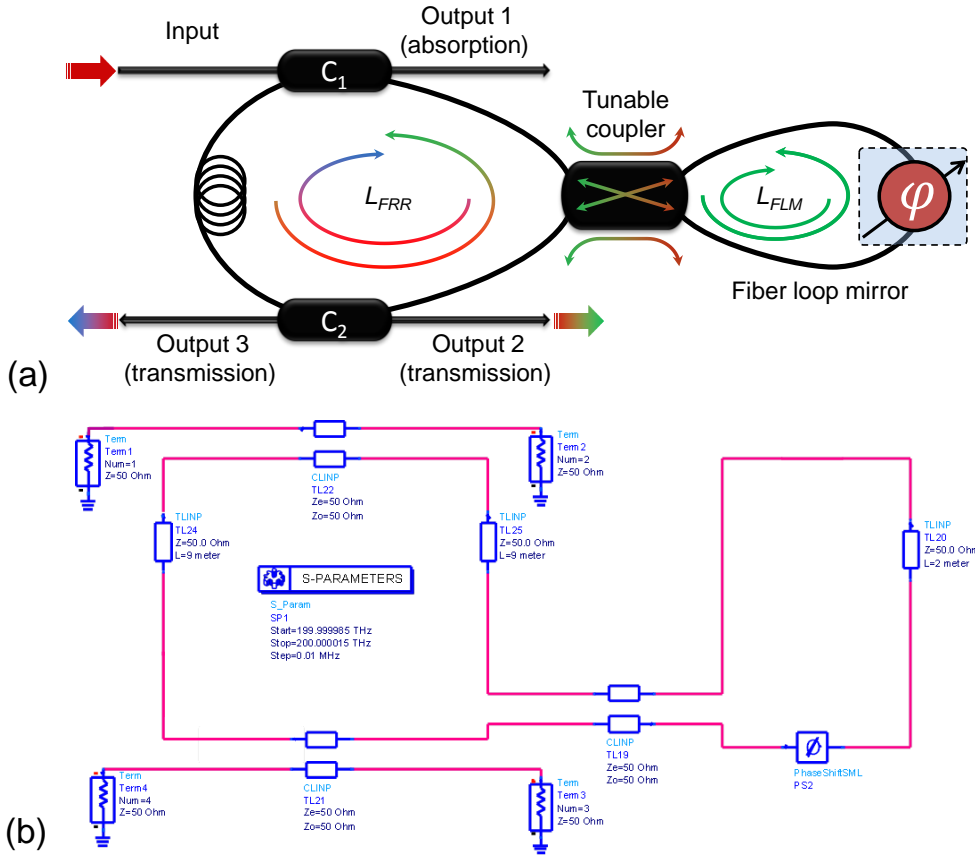 Input
Output 1
(absorption)
C1
Tunable
coupler
LFRR
LFLM
φ
Fiber loop mirror
C2
Output 3
(transmission)
Output 2
(transmission)
(a)
Term
Term1
Num=1
Z=50 Ohm
CLINP
TL22
Ze=50 Ohm
Zo=50 Ohm
Term
Term2
Num=2
Z=50 Ohm
TLINP
TL24
Z=50.0 Ohm
L=9 meter
TLINP
TL25
Z=50.0 Ohm
L=9 meter
TLINP
TL20
Z=50.0 Ohm
L=2 meter
S-PARAMETERS
S_Param
SP1
Start=199.999985 THz
Stop=200.000015 THz
Step=0.01 MHz
CLINP
TL19
Ze=50 Ohm
Zo=50 Ohm
PhaseShiftSML
PS2
Term
Term4
Num=4
Z=50 Ohm
CLINP
TL21
Ze=50 Ohm
Zo=50 Ohm
Term
Term3
Num=3
Z=50 Ohm
(b)